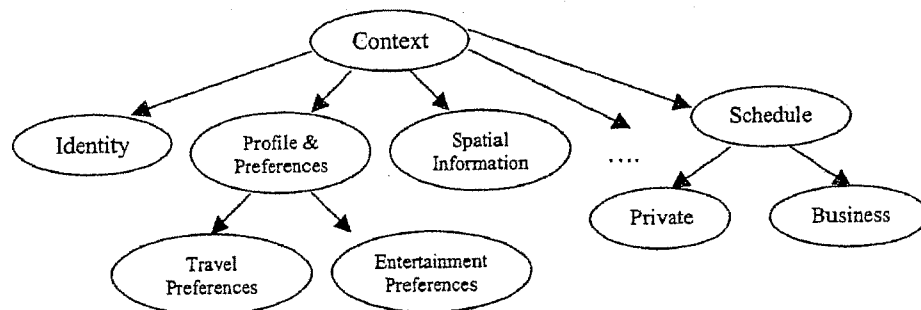 Context
Identity
Profile &
Preferences
Spatial
Information
....
Schedule
Private
Business
Travel
Preferences
Entertainment
Preferences